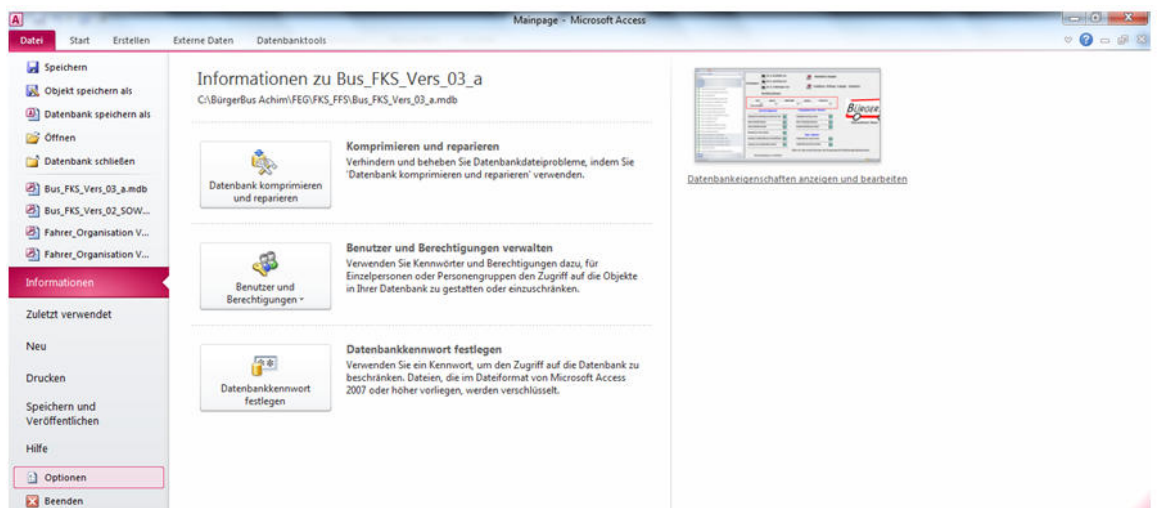 Mainpage - Microsoft Access
Datei Start Erstellen Externe Daten Datenbanktools
Speichern
Objekt speichern als
Datenbank speichern als
Öffnen
Datenbank schließen
Bus_FKS_Vers_03_a.mdb
Bus_FKS_Vers_02_SOW...
Fahrer_Organisation V...
Fahrer_Organisation V...
Informationen
Zuletzt verwendet
Neu
Drucken
Speichern und
Veröffentlichen
Hilfe
Optionen
Beenden
Informationen zu Bus_FKS_Vers_03_a
C:\BürgerBus Achim\FEG\FKS_FFS\Bus_FKS_Vers_03_a.mdb
Datenbank komprimieren
und reparieren
Komprimieren und reparieren
Verhindern und beheben Sie Datenbankdateiprobleme, indem Sie
'Datenbank komprimieren und reparieren' verwenden.
Benutzer und
Berechtigungen
Benutzer und Berechtigungen verwalten
Verwenden Sie Kennwörter und Berechtigungen dazu, für
Einzelpersonen oder Personengruppen den Zugriff auf die Objekte
in Ihrer Datenbank zu gestatten oder einzuschränken.
Datenbankkennwort
festlegen
Datenbankkennwort festlegen
Verwenden Sie ein Kennwort, um den Zugriff auf die Datenbank zu
beschränken. Dateien, die im Dateiformat von Microsoft Access
2007 oder höher vorliegen, werden verschlüsselt.
BÜRGER
Datenbankeigenschaften anzeigen und bearbeiten